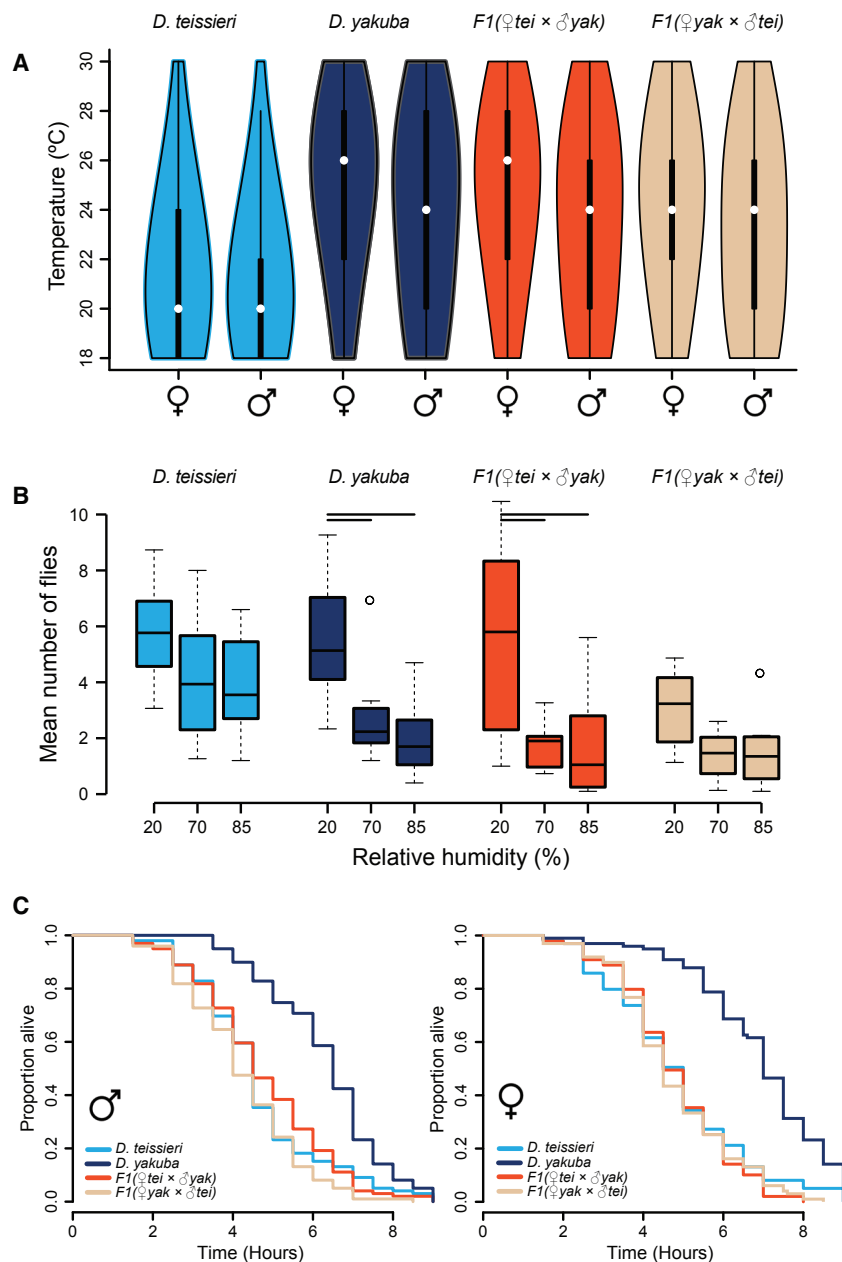 D. teissieri D. yakuba F1(♀tei × ♂yak) F1(♀yak × ♂tei)
A
Temperature (ºC)
30
28
26
24
22
20
18
♀ ♂ ♀ ♂ ♀ ♂ ♀ ♂
B
D. teissieri D. yakuba F1(♀tei × ♂yak) F1(♀yak × ♂tei)
Mean number of flies
10
8
6
4
2
0
20 70 85 20 70 85 20 70 85 20 70 85
Relative humidity (%)
C
Proportion alive
1.0
0.8
0.6
0.4
0.2
0.0
♂
D. teissieri
D. yakuba
F1(♀tei × ♂yak)
F1(♀yak × ♂tei)
0 2 4 6 8
Time (Hours)
Proportion alive
1.0
0.8
0.6
0.4
0.2
0.0
♀
D. teissieri
D. yakuba
F1(♀tei × ♂yak)
F1(♀yak × ♂tei)
0 2 4 6 8
Time (Hours)